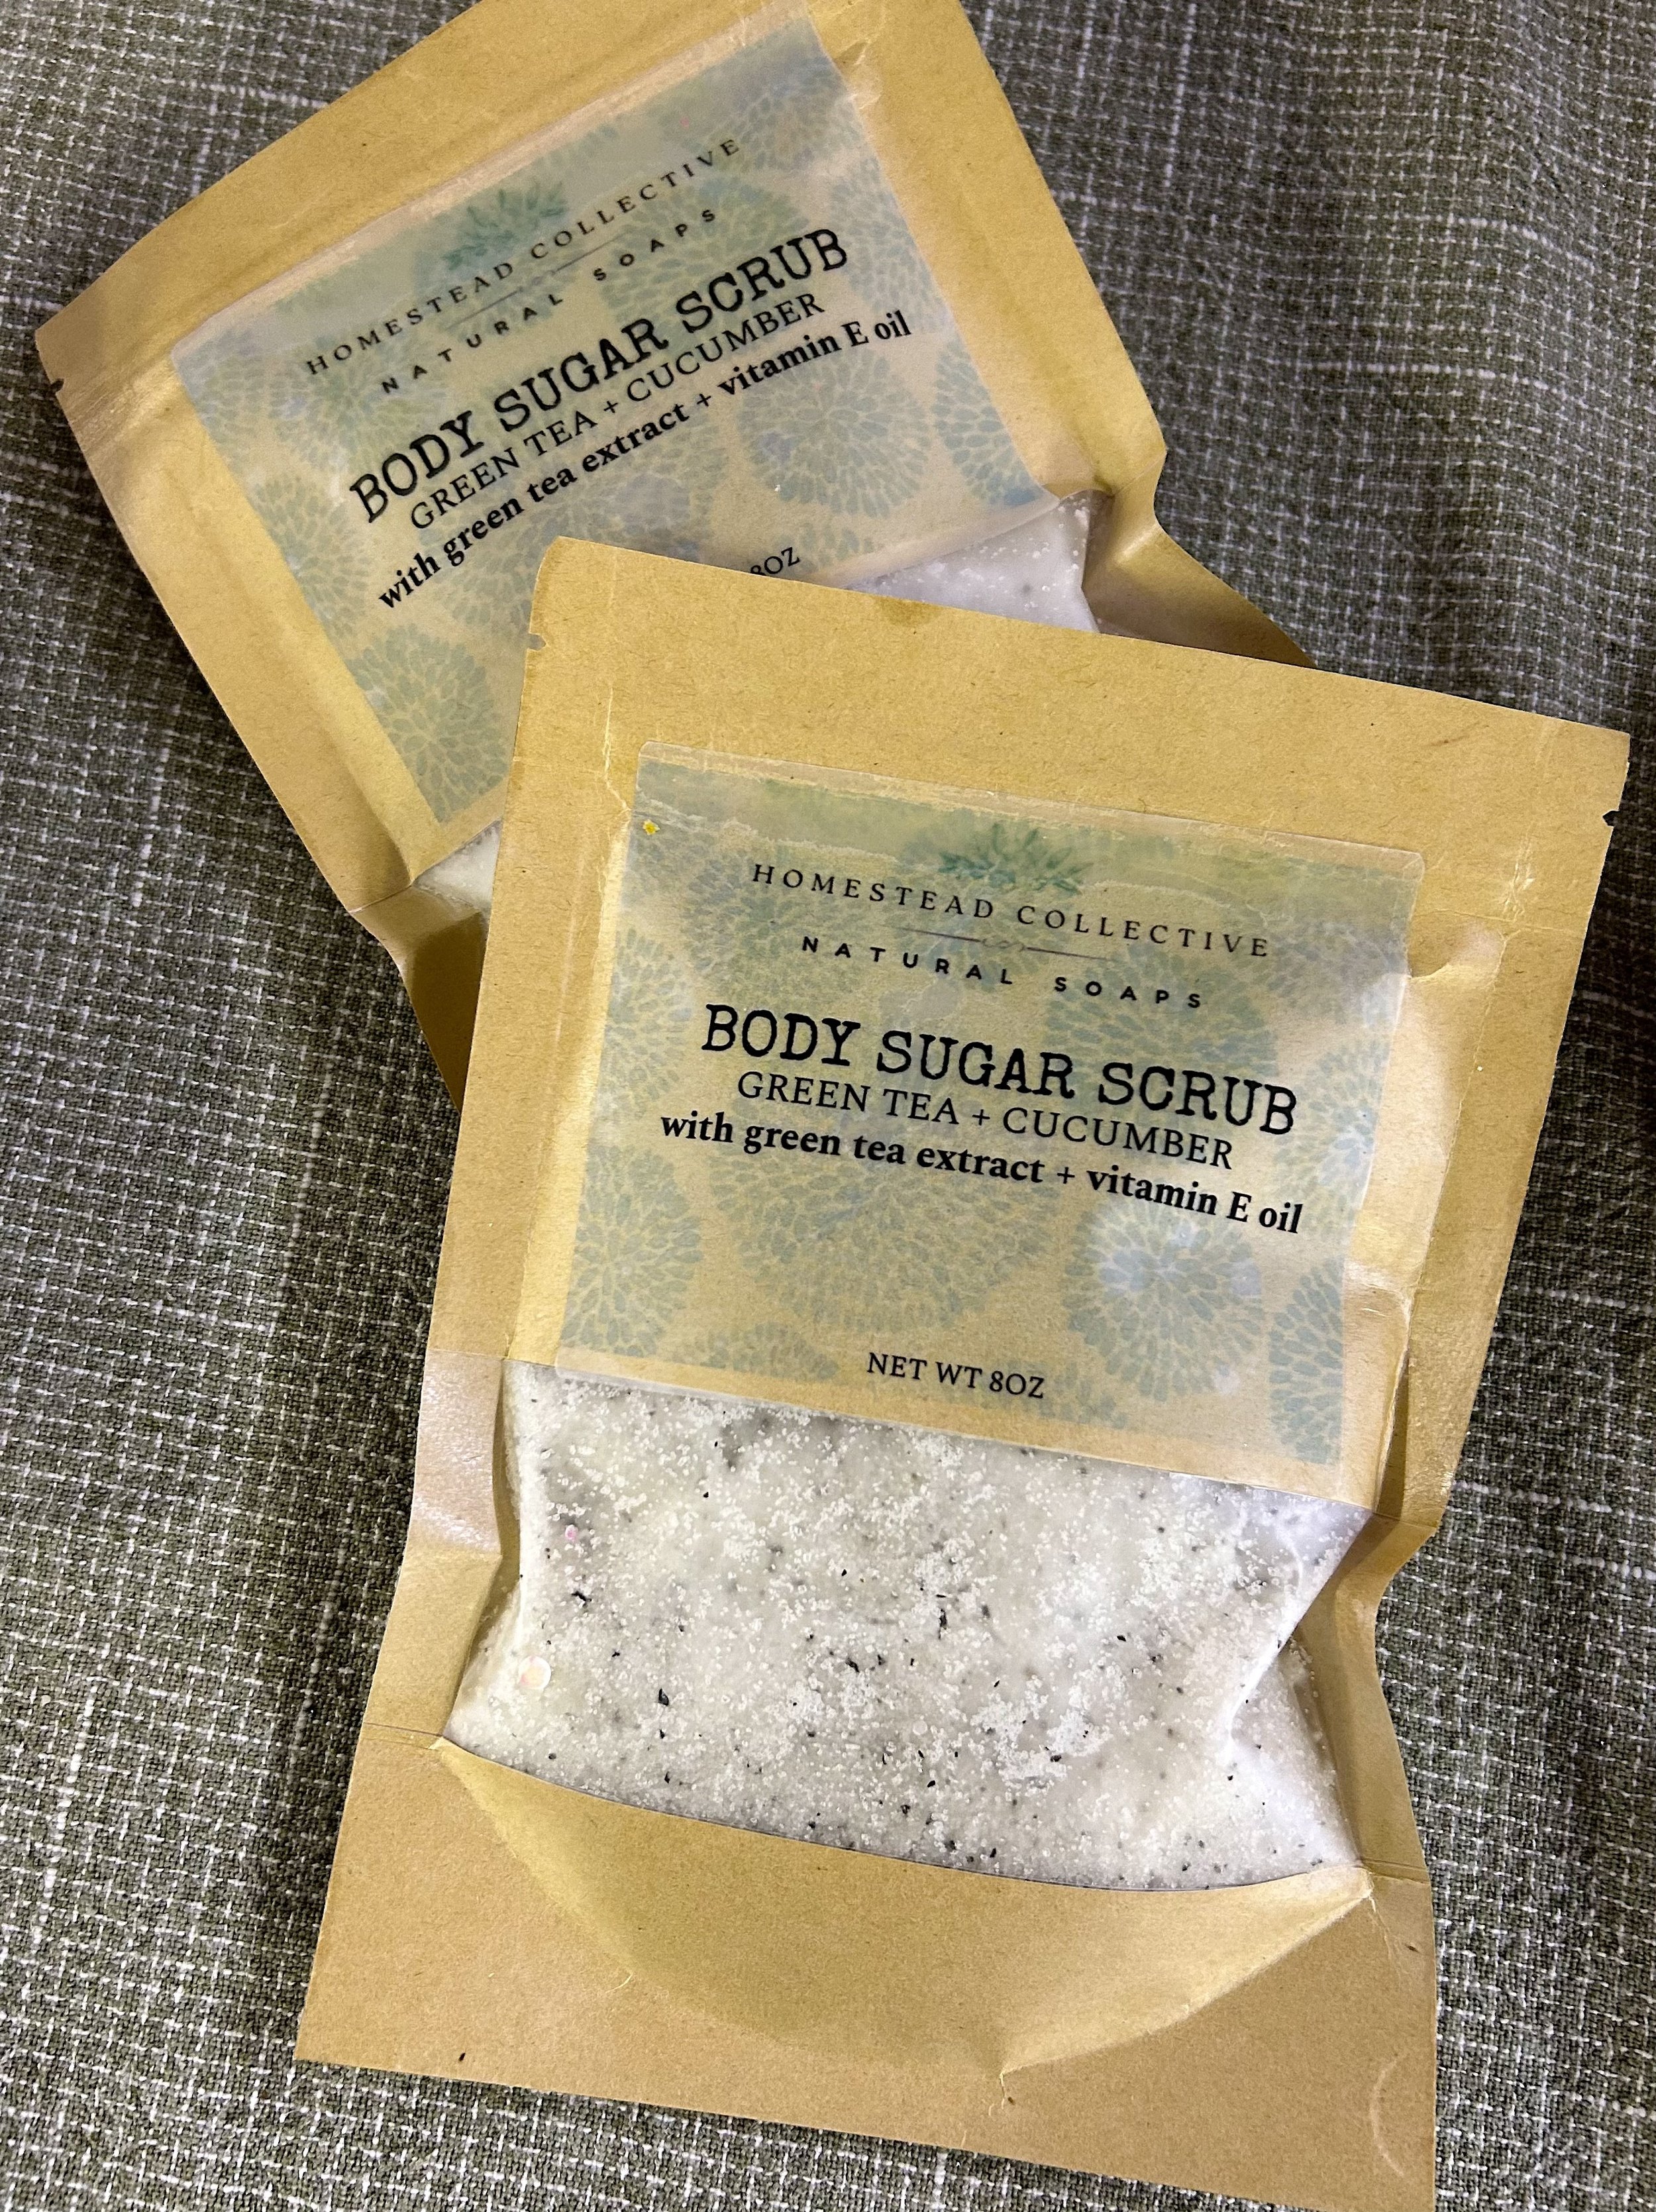 HOMESTEAD COLLECTIVE
NATURAL SOAPS
BODY SUGAR SCRUB
GREEN TEA + CUCUMBER
with green tea extract + vitamin E oil
8OZ
HOMESTEAD COLLECTIVE
NATURAL SOAPS
BODY SUGAR SCRUB
GREEN TEA + CUCUMBER
with green tea extract + vitamin E oil
NET WT 8OZ